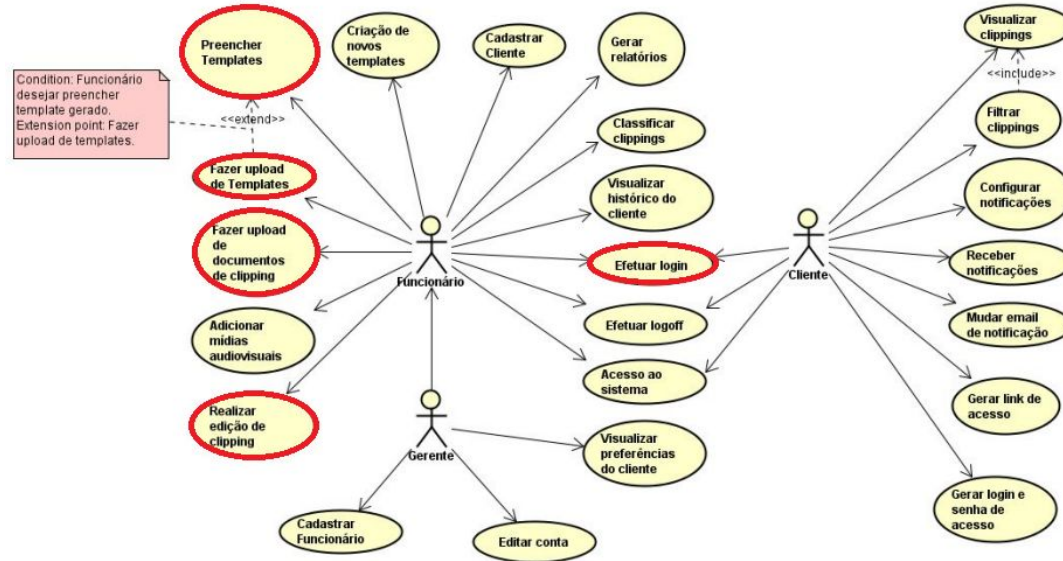 Preencher
Templates
Criação de
novos
templates
Cadastrar
Cliente
Gerar
relatórios
Visualizar
clippings
Condition: Funcionário
desejar preencher
template gerado.
Extension point: Fazer
upload de templates.
<<extend>>
<<include>>
Classificar
clippings
Filtrar
clippings
Fazer upload
de Templates
Visualizar
histórico do
cliente
Configurar
notificações
Fazer upload
de
documentos
de clipping
Funcionário
Efetuar login
Cliente
Receber
notificações
Adicionar
mídias
audiovisuais
Efetuar logoff
Mudar email
de notificação
Realizar
edição de
clipping
Acesso ao
sistema
Gerar link de
acesso
Gerente
Visualizar
preferências
do cliente
Gerar login e
senha de
acesso
Cadastrar
Funcionário
Editar conta